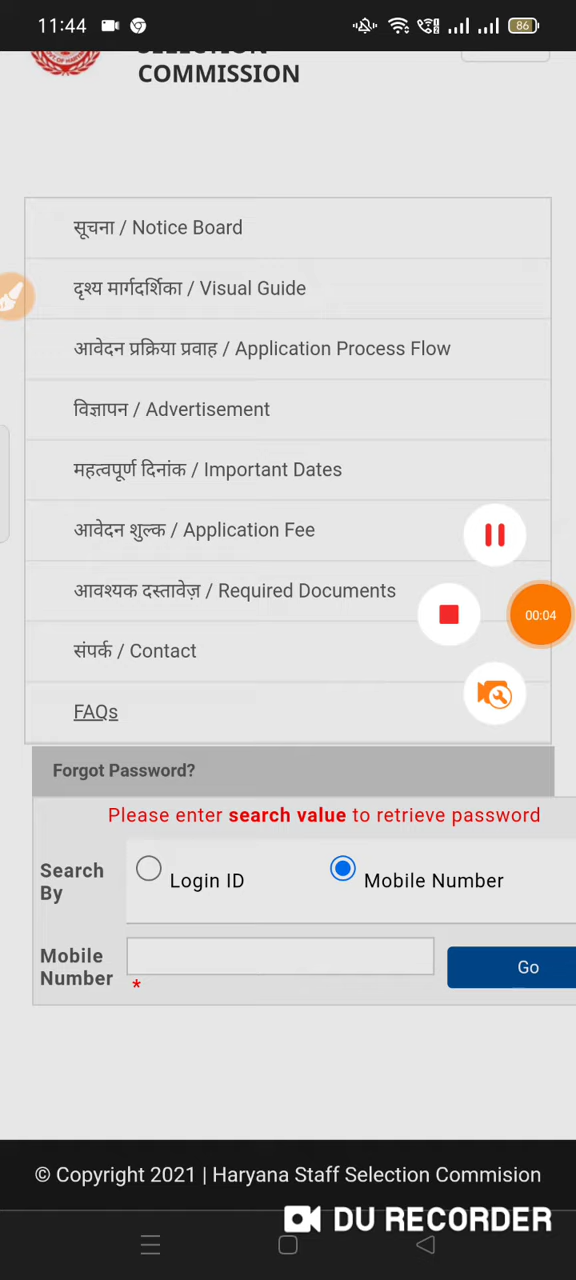 11:44
86
SELECTION
COMMISSION
सूचना / Notice Board
दृश्य मार्गदर्शिका / Visual Guide
आवेदन प्रक्रिया प्रवाह / Application Process Flow
विज्ञापन / Advertisement
महत्वपूर्ण दिनांक / Important Dates
आवेदन शुल्क / Application Fee
आवश्यक दस्तावेज़ / Required Documents
00:04
संपर्क / Contact
FAQs
Forgot Password?
Please enter search value to retrieve password
Search
By
Login ID
Mobile Number
Mobile
Number
*
Go
© Copyright 2021 | Haryana Staff Selection Commision
DU RECORDER